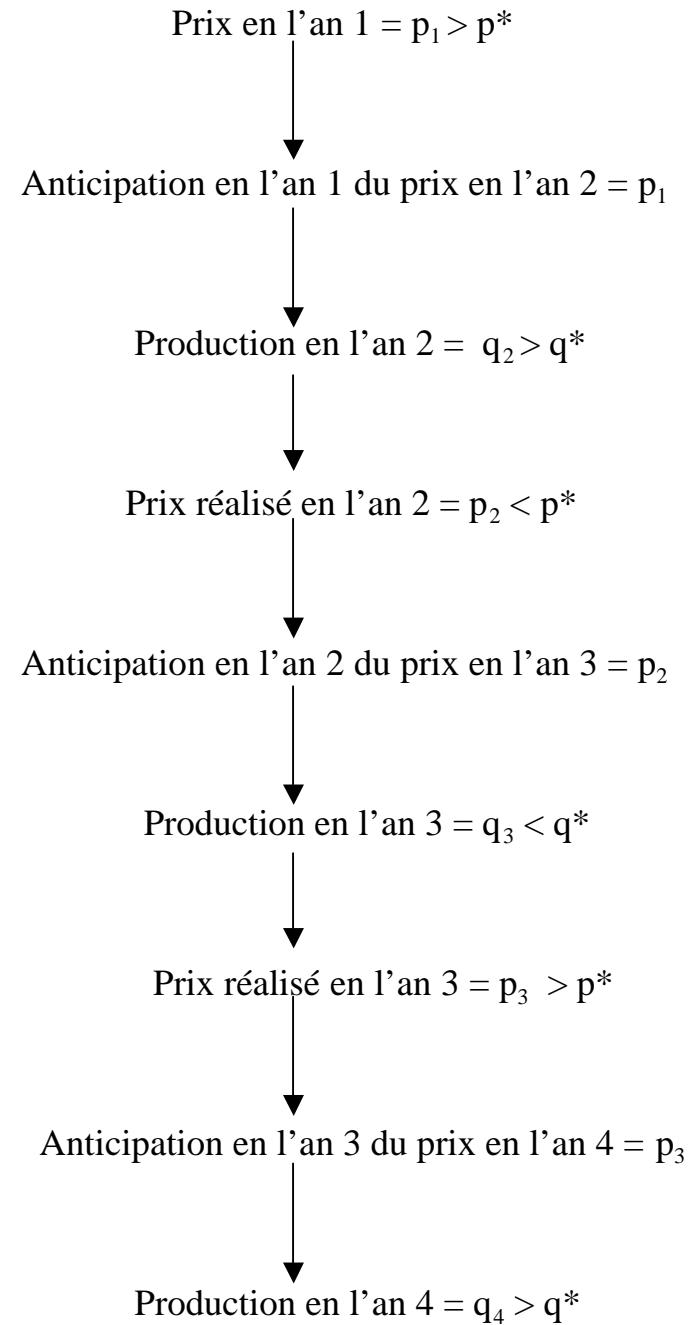 Prix en l’an 1 = p₁ > p*
Anticipation en l’an 1 du prix en l’an 2 = p₁
Production en l’an 2 = q₂ > q*
Prix réalisé en l’an 2 = p₂ < p*
Anticipation en l’an 2 du prix en l’an 3 = p₂
Production en l’an 3 = q₃ < q*
Prix réalisé en l’an 3 = p₃ > p*
Anticipation en l’an 3 du prix en l’an 4 = p₃
Production en l’an 4 = q₄ > q*